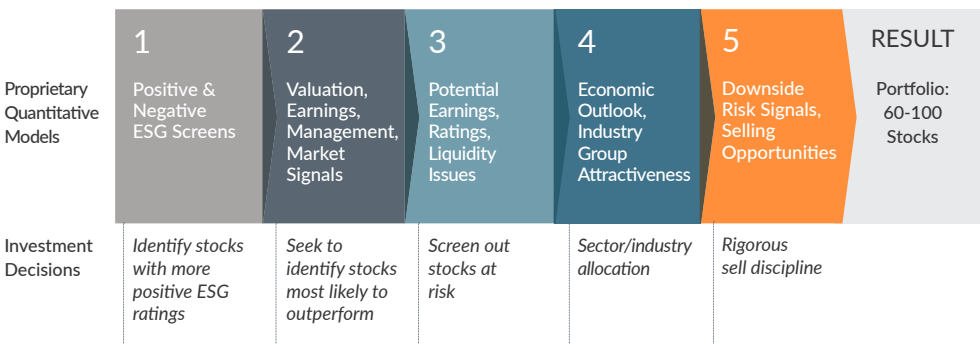 Proprietary
Quantitative
Models
1
Positive &
Negative
ESG Screens
2
Valuation,
Earnings,
Management,
Market
Signals
3
Potential
Earnings,
Ratings,
Liquidity
Issues
4
Economic
Outlook,
Industry
Group
Attractiveness
5
Downside
Risk Signals,
Selling
Opportunities
RESULT
Portfolio:
60-100
Stocks
Investment
Decisions
Identify stocks
with more
positive ESG
ratings
Seek to
identify stocks
most likely to
outperform
Screen out
stocks at
risk
Sector/industry
allocation
Rigorous
sell discipline